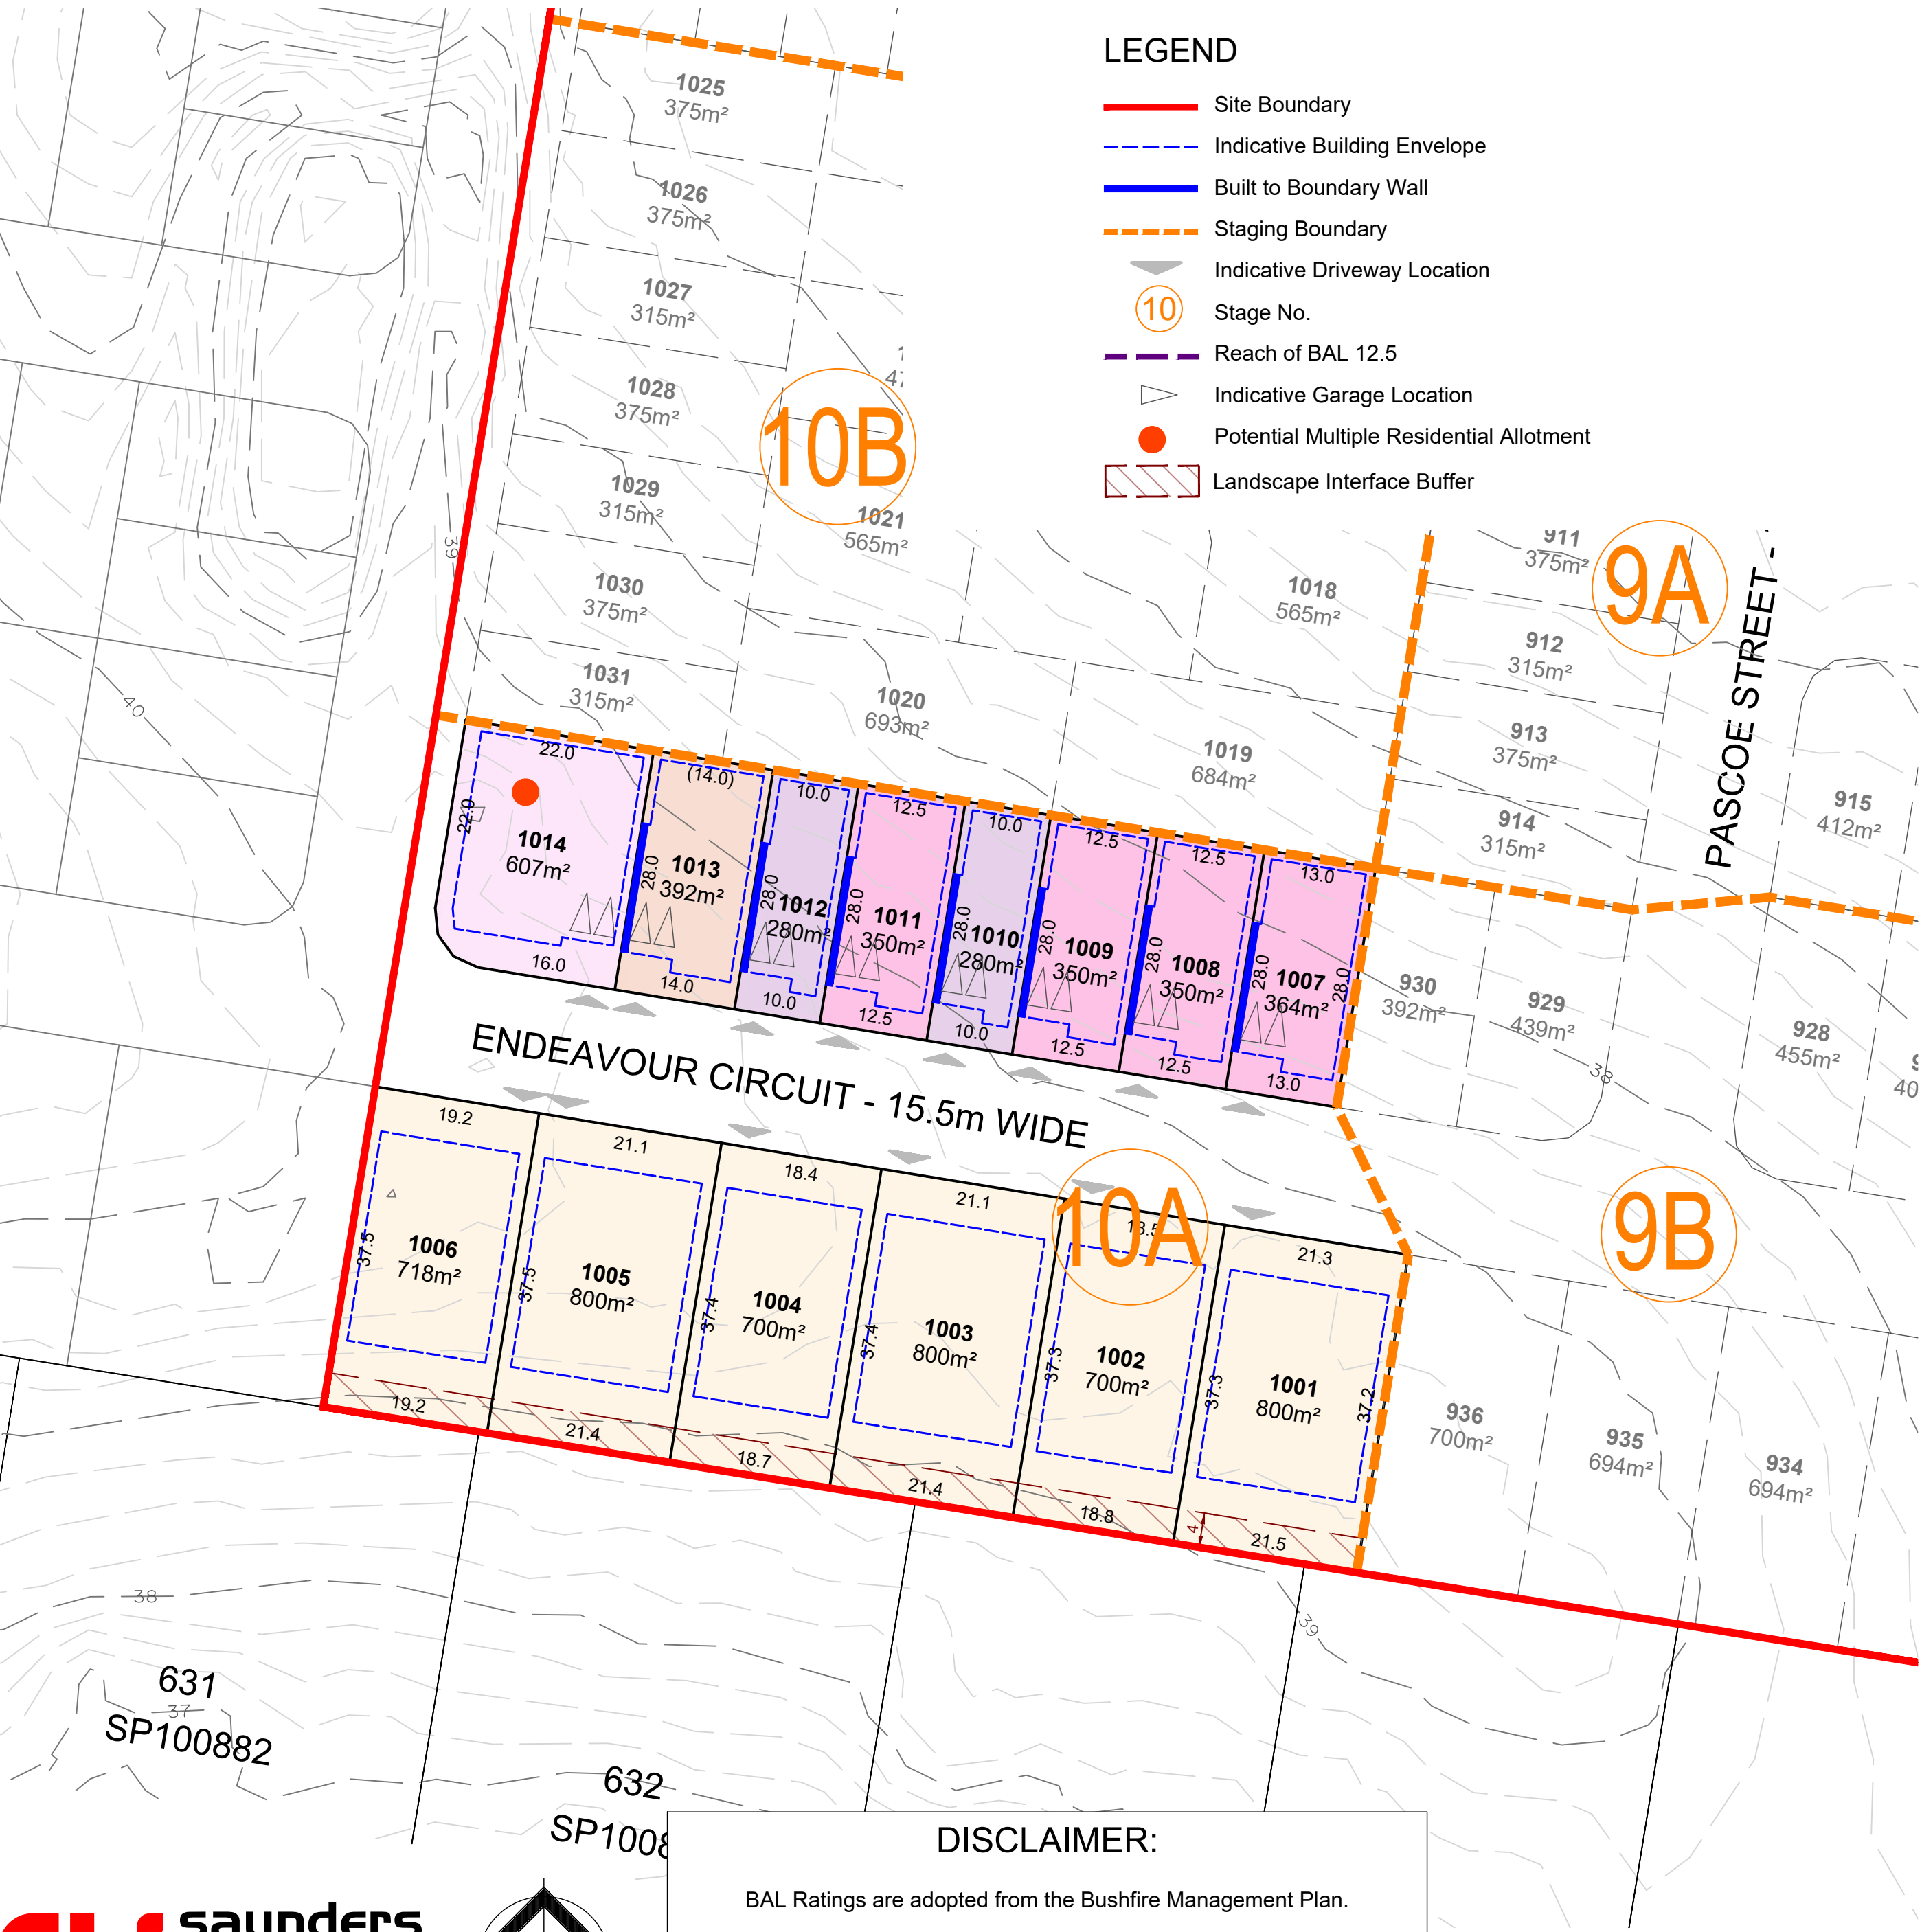 LEGEND
Site Boundary
Indicative Building Envelope
Built to Boundary Wall
Staging Boundary
Indicative Driveway Location
10
Stage No.
Reach of BAL 12.5
Indicative Garage Location
Potential Multiple Residential Allotment
Landscape Interface Buffer
1025
375m²
1026
375m²
1027
315m²
1028
375m²
10B
1029
315m²
1021
565m²
39
1030
375m²
1018
565m²
911
375m²
9A
PASCOE STREET -
912
315m²
1031
315m²
1020
693m²
1019
684m²
913
375m²
914
315m²
915
412m²
40
22.0
(14.0)
10.0
12.5
10.0
12.5
12.5
13.0
22.0
1014
607m²
28.0
1013
392m²
28.0
1012
280m²
28.0
1011
350m²
28.0
1010
280m²
28.0
1009
350m²
28.0
1008
350m²
28.0
1007
364m²
28.0
16.0
14.0
10.0
12.5
10.0
12.5
12.5
13.0
930
392m²
929
439m²
928
455m²
38
ENDEAVOUR CIRCUIT - 15.5m WIDE
10A
9B
19.2
21.1
18.4
21.1
21.3
37.5
1006
718m²
37.5
1005
800m²
37.4
1004
700m²
37.4
1003
800m²
37.3
1002
700m²
37.3
1001
800m²
37.2
19.2
21.4
18.7
21.4
18.8
4
21.5
936
700m²
935
694m²
934
694m²
38
39
631
37
SP100882
632
SP1008
DISCLAIMER:
BAL Ratings are adopted from the Bushfire Management Plan.
saunders